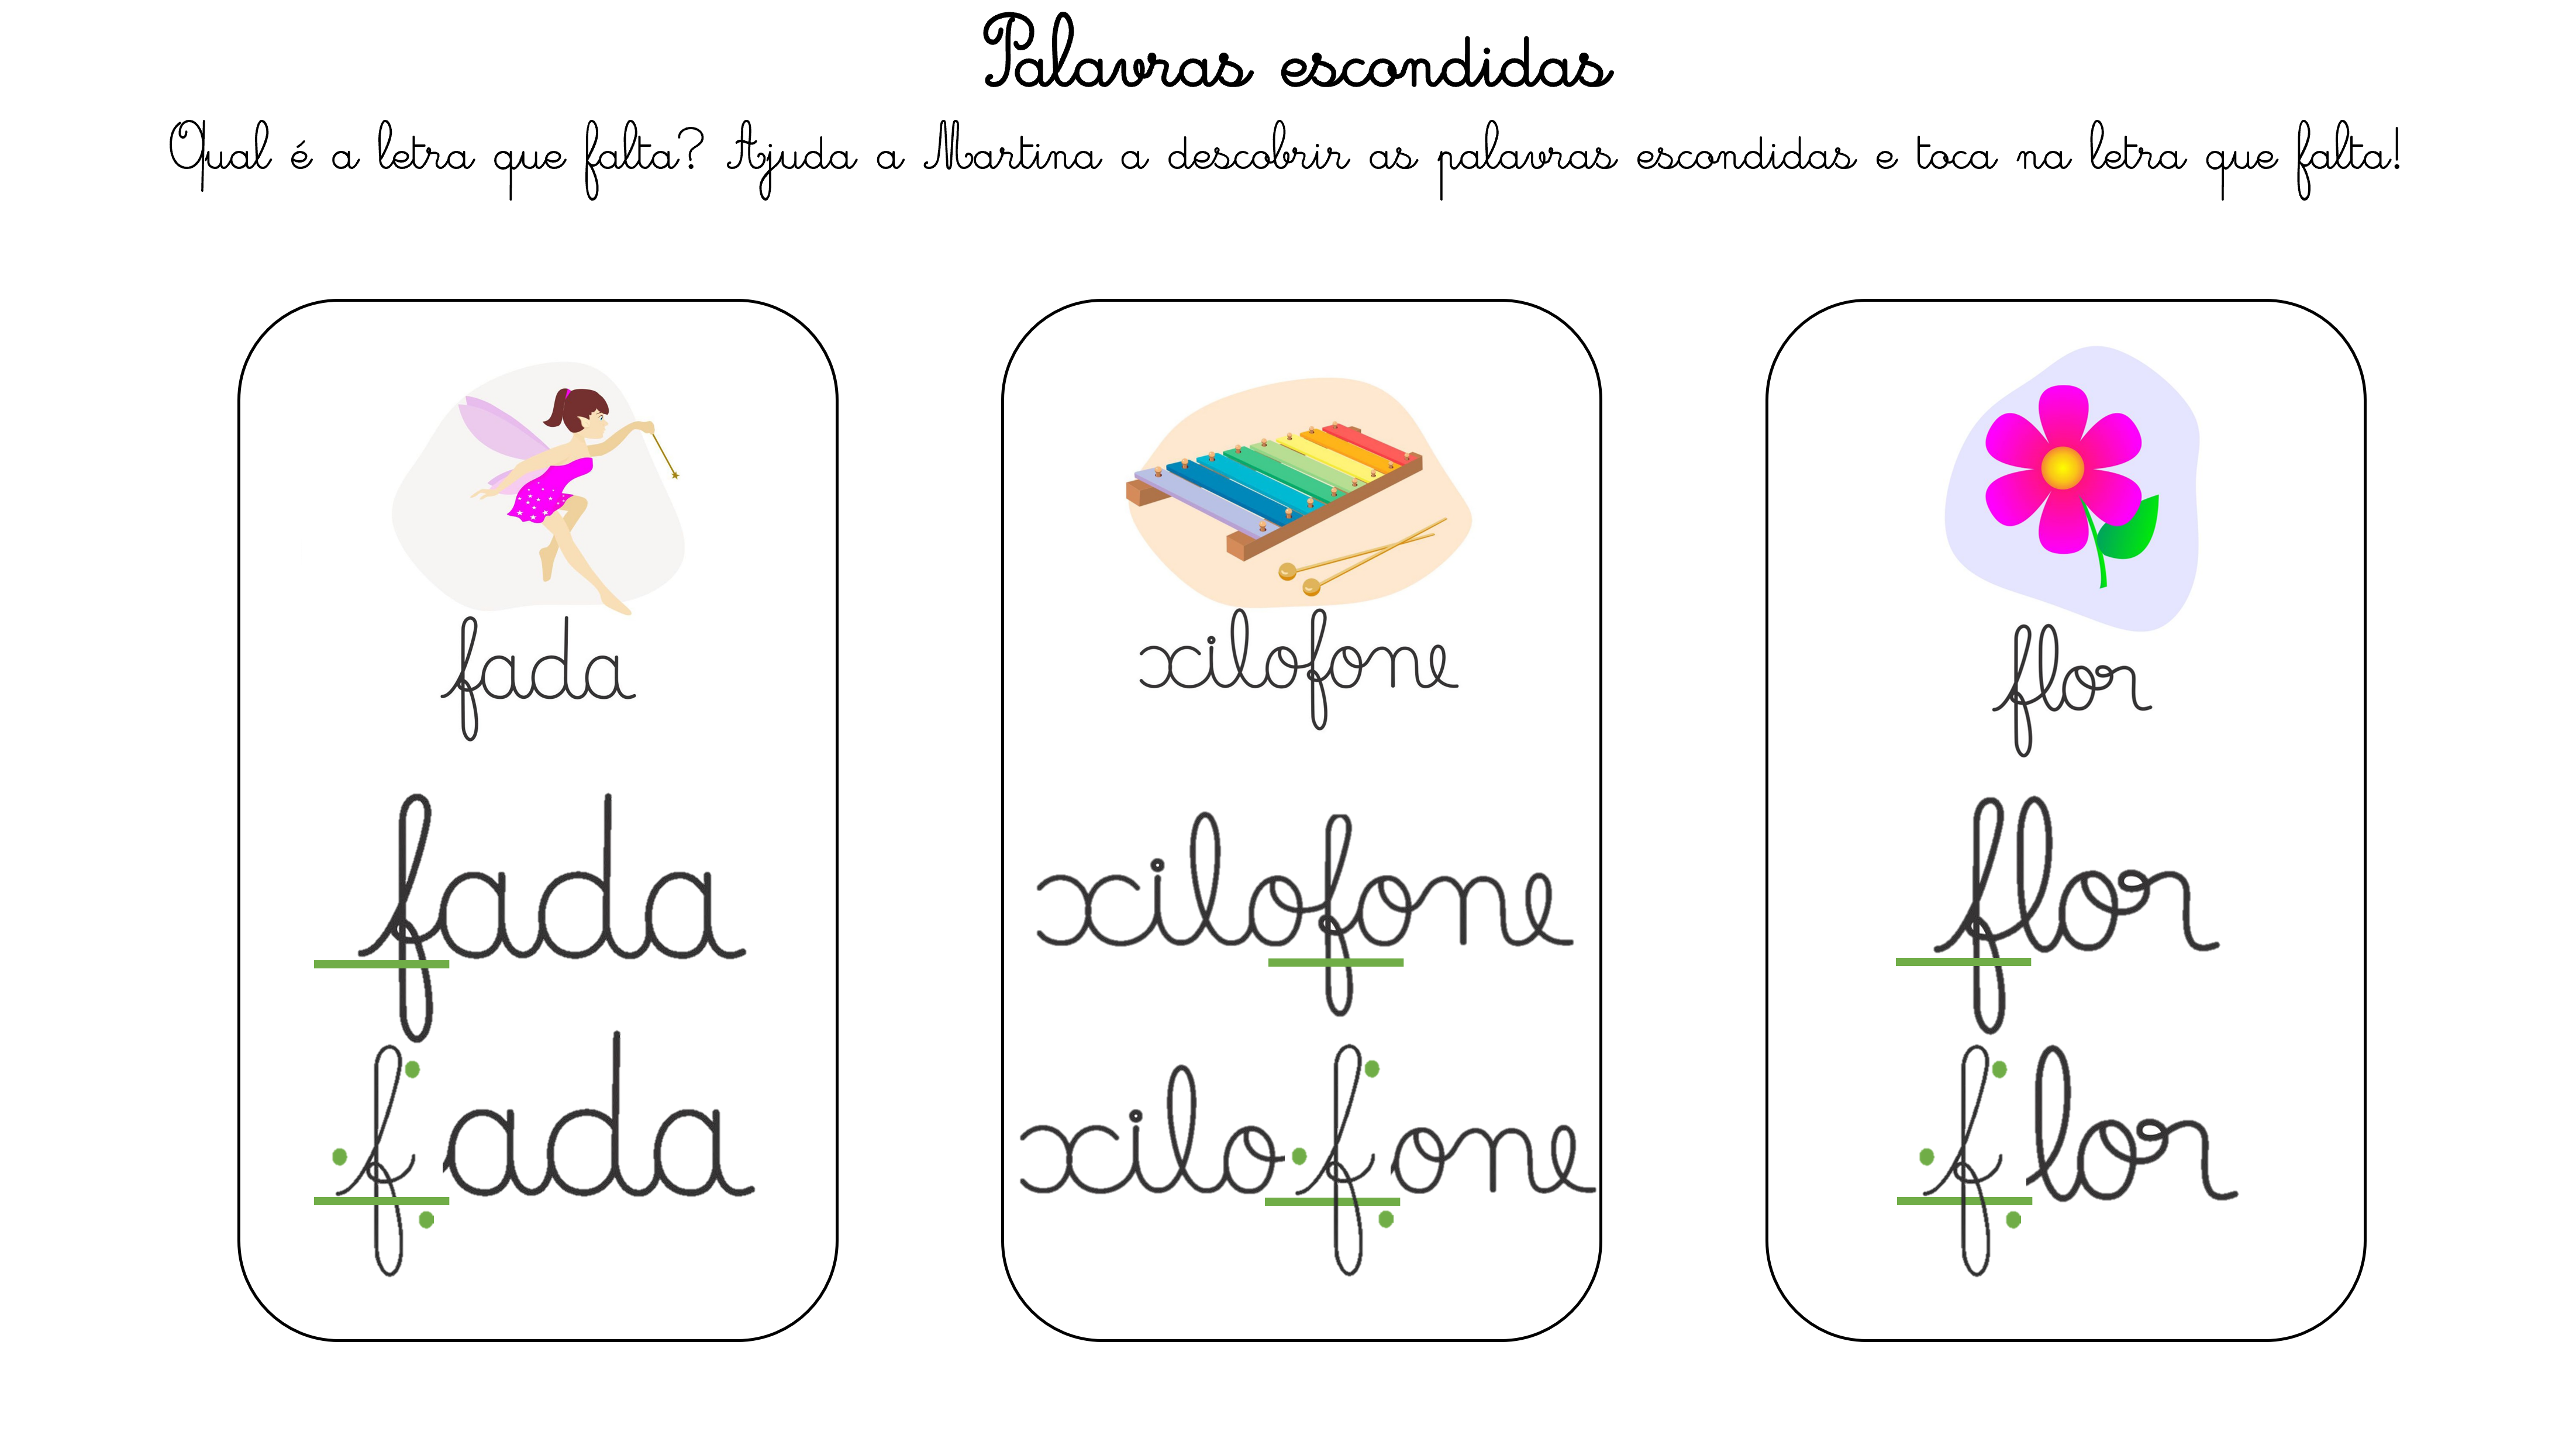 Palavras escondidas
Qual é a letra que falta? Ajuda a Martina a descobrir as palavras escondidas e toca na letra que falta!
fada
fada
f ada
xilofone
xilofone
xilo f one
flor
flor
f lor